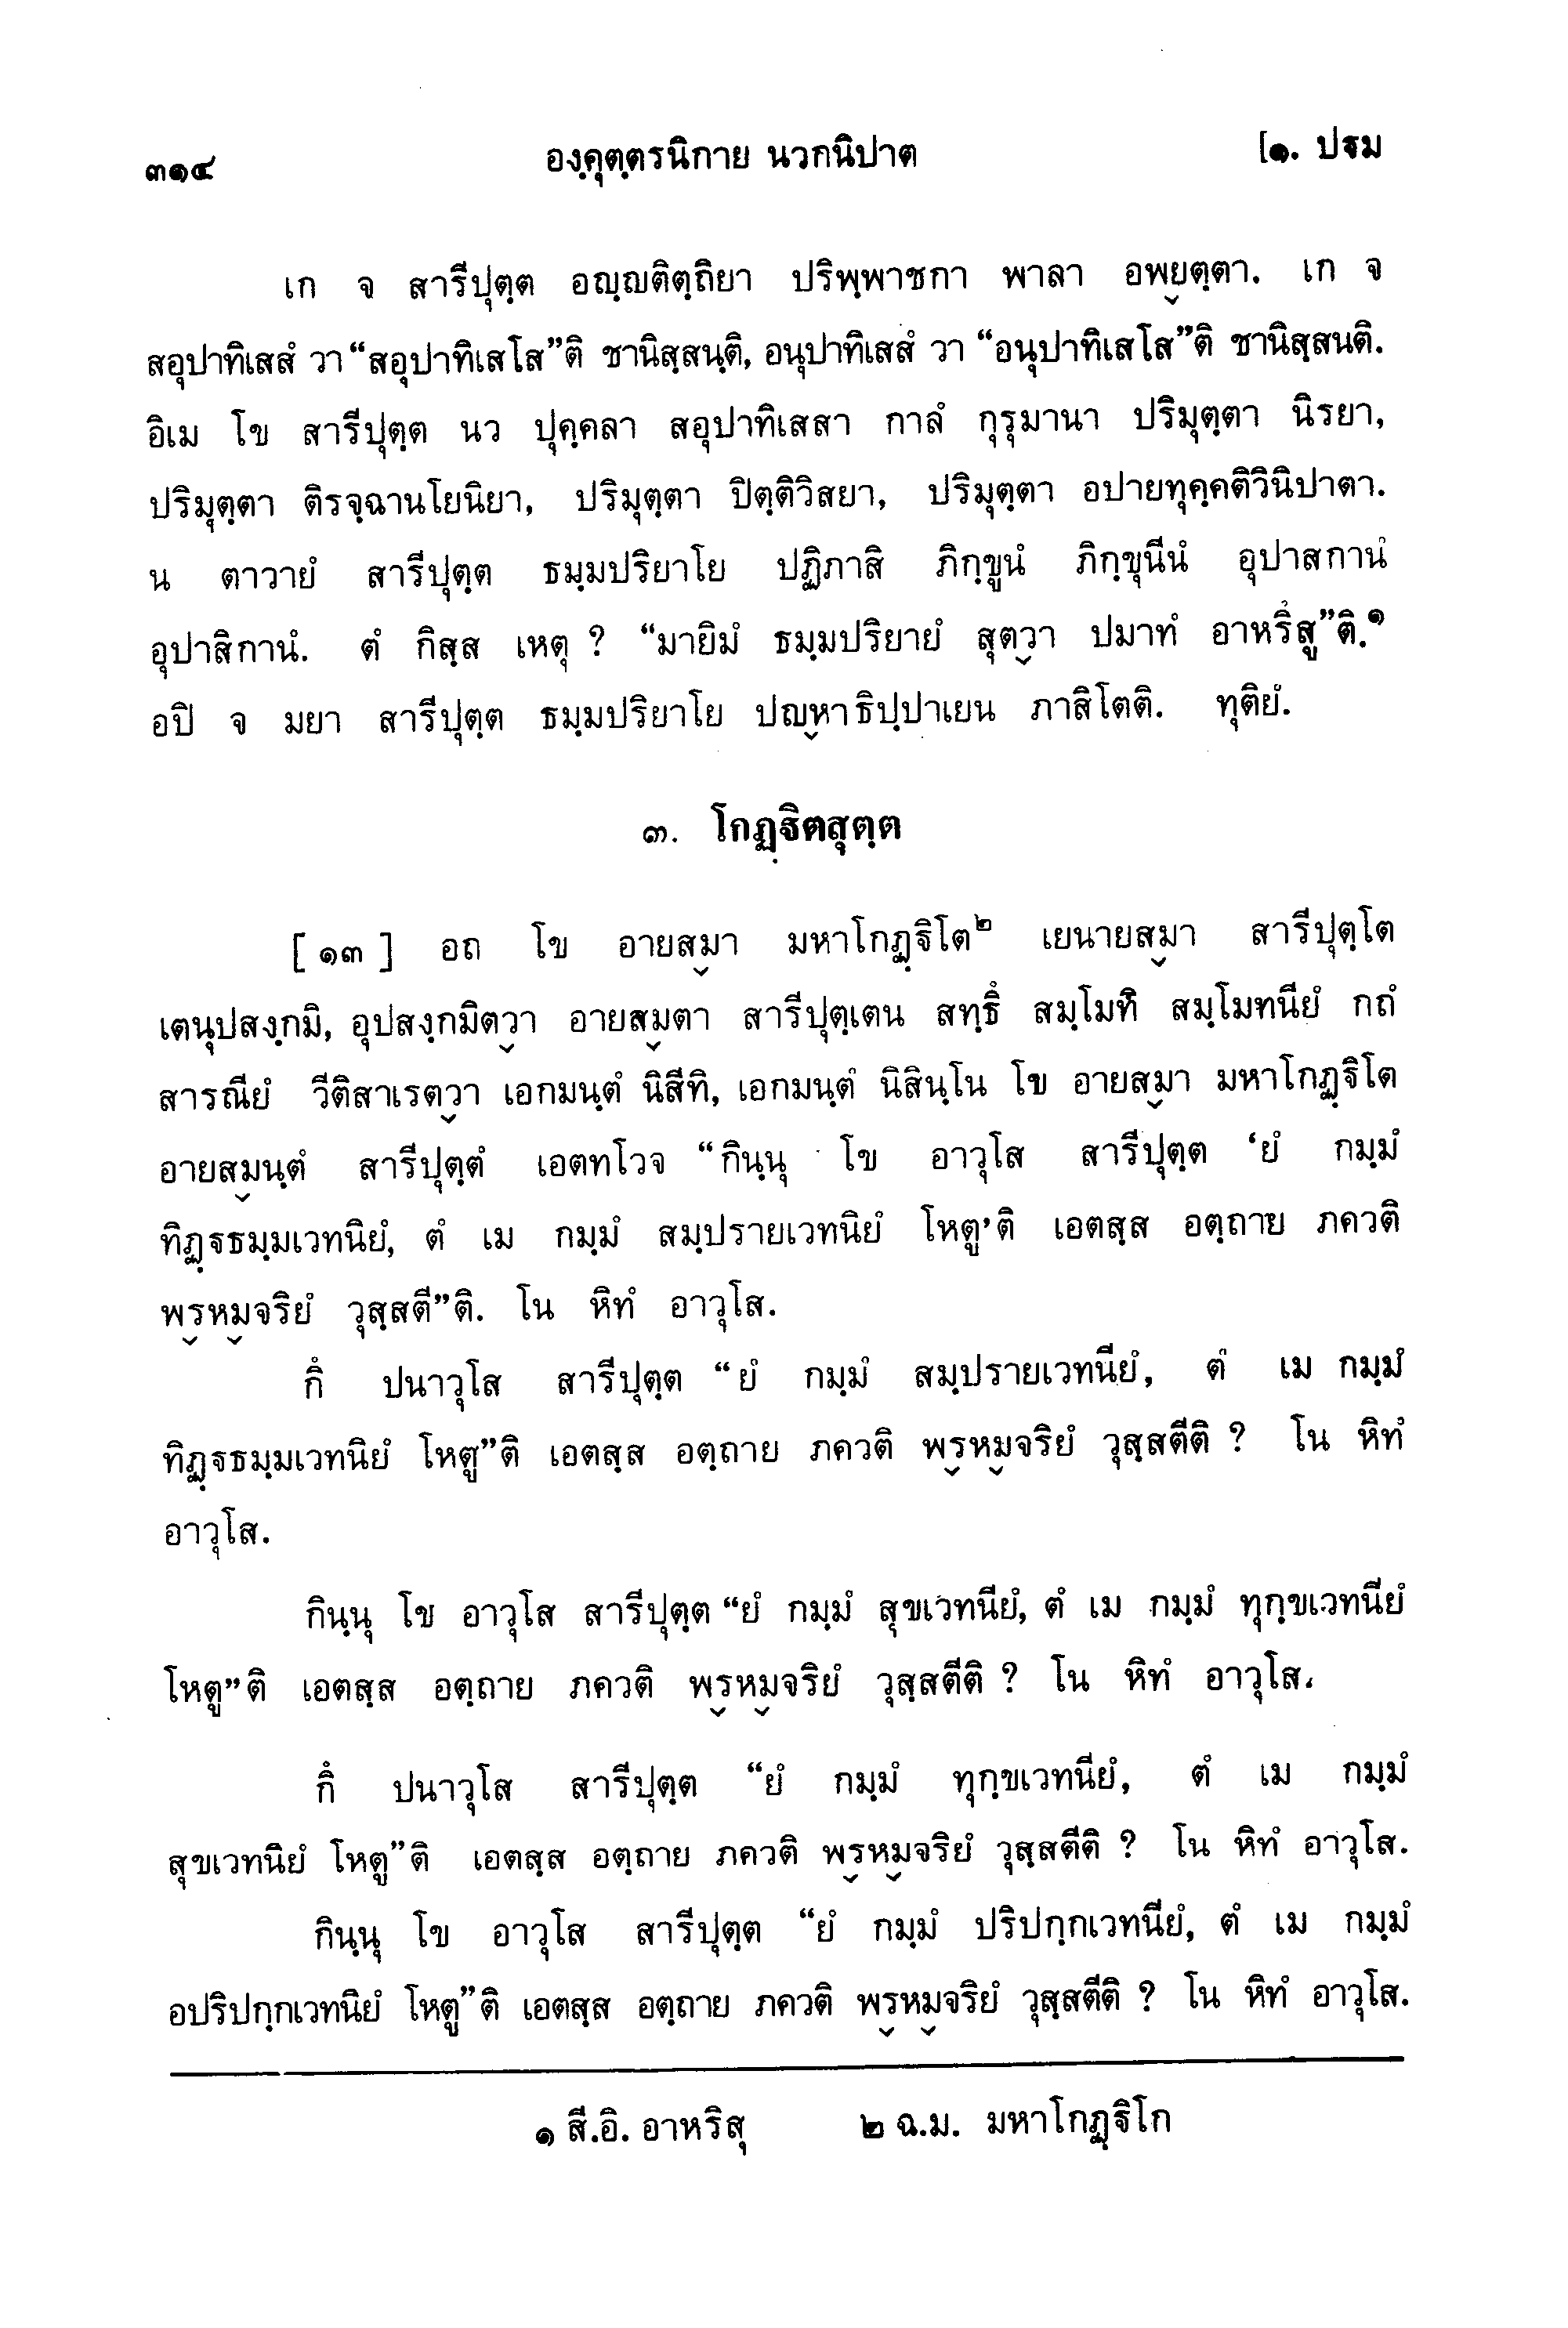 ๓๑๔ องฺคุตฺตรนิกาย นวกนิปาต [๑. ปฐม
เก จ สารีปุตฺต อญฺญติตฺถิยา ปริพฺพาชกา พาลา อพฺย๎ตฺตา. เก จ
สอุปาทิเสสํ วา “สอุปาทิเสโส”ติ ชานิสฺสนฺติ, อนุปาทิเสสํ วา “อนุปาทิเสโส”ติ ชานิสฺสนติ.
อิเม โข สารีปุตฺต นว ปุคฺคลา สอุปาทิเสสา กาลํ กุรุมานา ปริมุตฺตา นิรยา,
ปริมุตฺตา ติรจฺฉานโยนิยา, ปริมุตฺตา ปิตฺติวิสยา, ปริมุตฺตา อปายทุคฺคติวินิปาตา.
น ตาวายํ สารีปุตฺต ธมฺมปริยาโย ปฏิภาสิ ภิกฺขูนํ ภิกฺขุนีนํ อุปาสกานํ
อุปาสิกานํ. ตํ กิสฺส เหตุ ? “มายิมํ ธมฺมปริยายํ สุตว๎า ปมาทํ อาหรึสู”ติ.๑
อปิ จ มยา สารีปุตฺต ธมฺมปริยาโย ปญห๎าธิปฺปาเยน ภาสิโตติ. ทุติยํ.
๓. โกฏฺฐิตสุตฺต
[ ๑๓ ] อถ โข อายสม๎า มหาโกฏฺฐิโต๒ เยนายสม๎า สารีปุตฺโต
เตนุปสงฺกมิ, อุปสงฺกมิตว๎า อายสม๎ตา สารีปุตฺเตน สทฺธึ สมฺโมทิ สมฺโมทนียํ กถํ
สารณียํ วีติสาเรตว๎า เอกมนฺตํ นิสีทิ, เอกมนฺตํ นิสินฺโน โข อายสม๎า มหาโกฏฺฐิโต
อายสม๎นฺตํ สารีปุตฺตํ เอตทโวจ “กินฺนุ โข อาวุโส สารีปุตฺต ‘ยํ กมฺมํ
ทิฏฺฐธมฺมเวทนิยํ, ตํ เม กมฺมํ สมฺปรายเวทนิยํ โหตู’ติ เอตสฺส อตฺถาย ภควติ
พร๎หม๎จริยํ วุสฺสตี”ติ. โน หิทํ อาวุโส.
กึ ปนาวุโส สารีปุตฺต “ยํ กมฺมํ สมฺปรายเวทนียํ, ตํ เม กมฺมํ
ทิฏฺฐธมฺมเวทนิยํ โหตู”ติ เอตสฺส อตฺถาย ภควติ พร๎หม๎จริยํ วุสฺสตีติ ? โน หิทํ
อาวุโส.
กินฺนุ โข อาวุโส สารีปุตฺต “ยํ กมฺมํ สุขเวทนียํ, ตํ เม กมฺมํ ทุกฺขเวทนียํ
โหตู”ติ เอตสฺส อตฺถาย ภควติ พร๎หม๎จริยํ วุสฺสตีติ ? โน หิทํ อาวุโส.
กึ ปนาวุโส สารีปุตฺต “ยํ กมฺมํ ทุกฺขเวทนียํ, ตํ เม กมฺมํ
สุขเวทนิยํ โหตู”ติ เอตสฺส อตฺถาย ภควติ พร๎หม๎จริยํ วุสฺสตีติ ? โน หิทํ อาวุโส.
กินฺนุ โข อาวุโส สารีปุตฺต “ยํ กมฺมํ ปริปกฺกเวทนียํ, ตํ เม กมฺมํ
อปริปกฺกเวทนิยํ โหตู”ติ เอตสฺส อตฺถาย ภควติ พร๎หม๎จริยํ วุสฺสตีติ ? โน หิทํ อาวุโส.
๑ สี.อิ. อาหริสุ ๒ ฉ.ม. มหาโกฏฺฐิโก